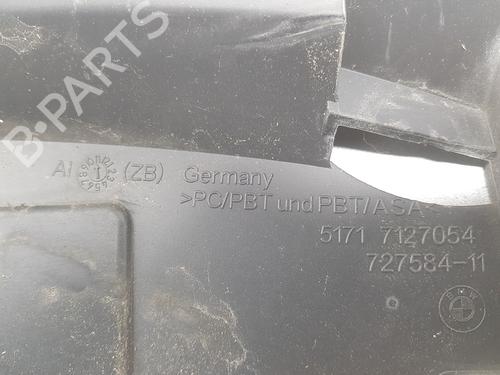 B-PARTS
AI (ZB) Germany
>PC/PBT und PBT/ASA<
5171 7127054
727584-11